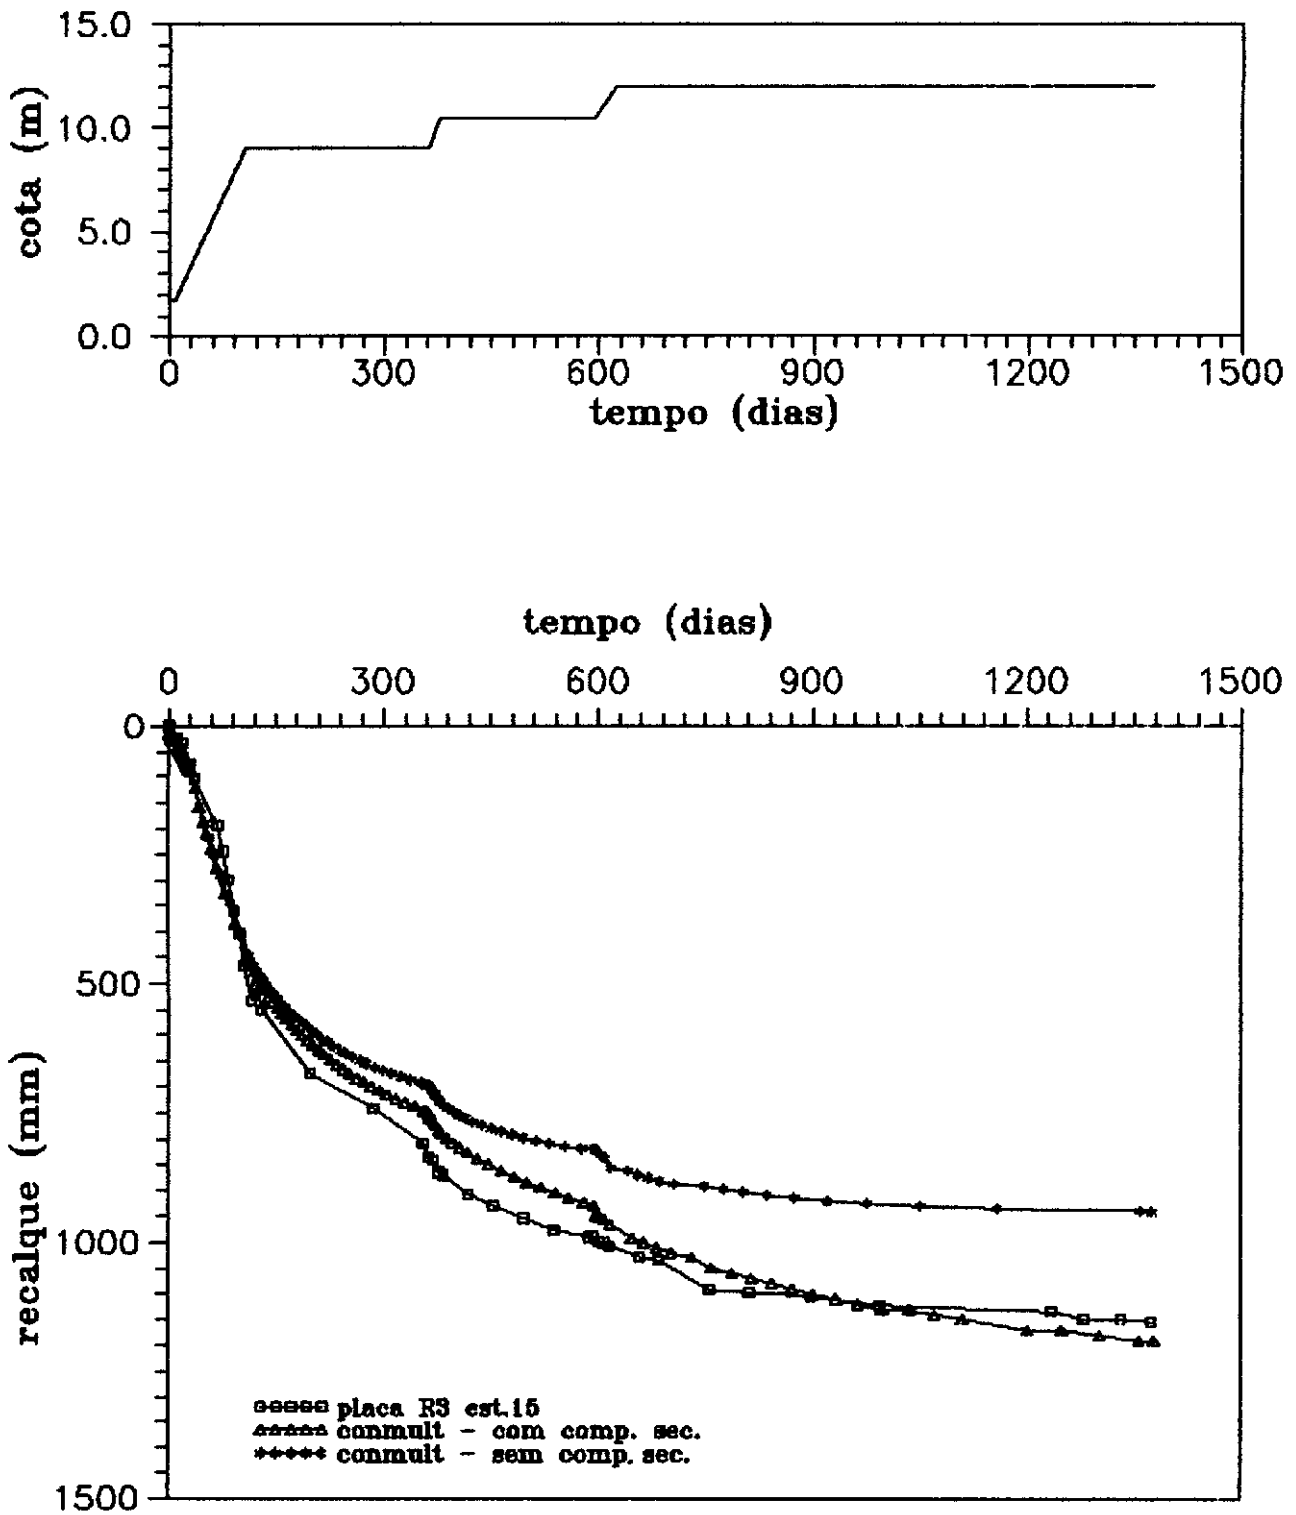 15.0
10.0
5.0
0.0
cota (m)
0 300 600 900 1200 1500
tempo (dias)
tempo (dias)
0 300 600 900 1200 1500
0
500
1000
1500
recalque (mm)
placa R3 est.15
conmult - com comp. sec.
conmult - sem comp. sec.